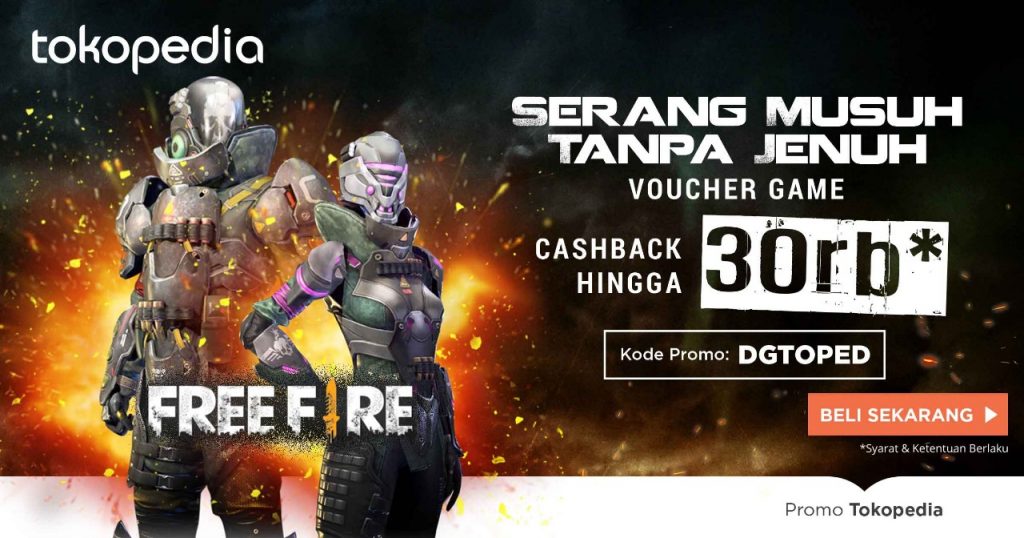 tokopedia
SERANG MUSUH
TANPA JENUH
VOUCHER GAME
CASHBACK
HINGGA
30rb*
Kode Promo: DGTOPED
FREE FIRE
BELI SEKARANG
*Syarat & Ketentuan Berlaku
Promo Tokopedia